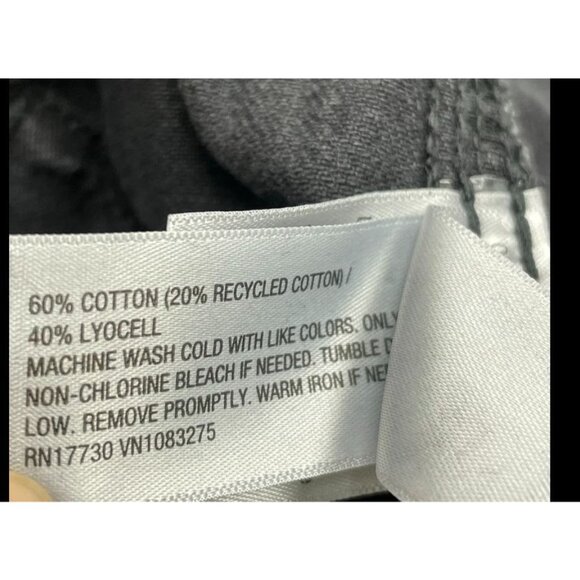 60% COTTON (20% RECYCLED COTTON) /
40% LYOCELL
MACHINE WASH COLD WITH LIKE COLORS. ONLY
NON-CHLORINE BLEACH IF NEEDED. TUMBLE
LOW. REMOVE PROMPTLY. WARM IRON IF
RN17730 VN1083275